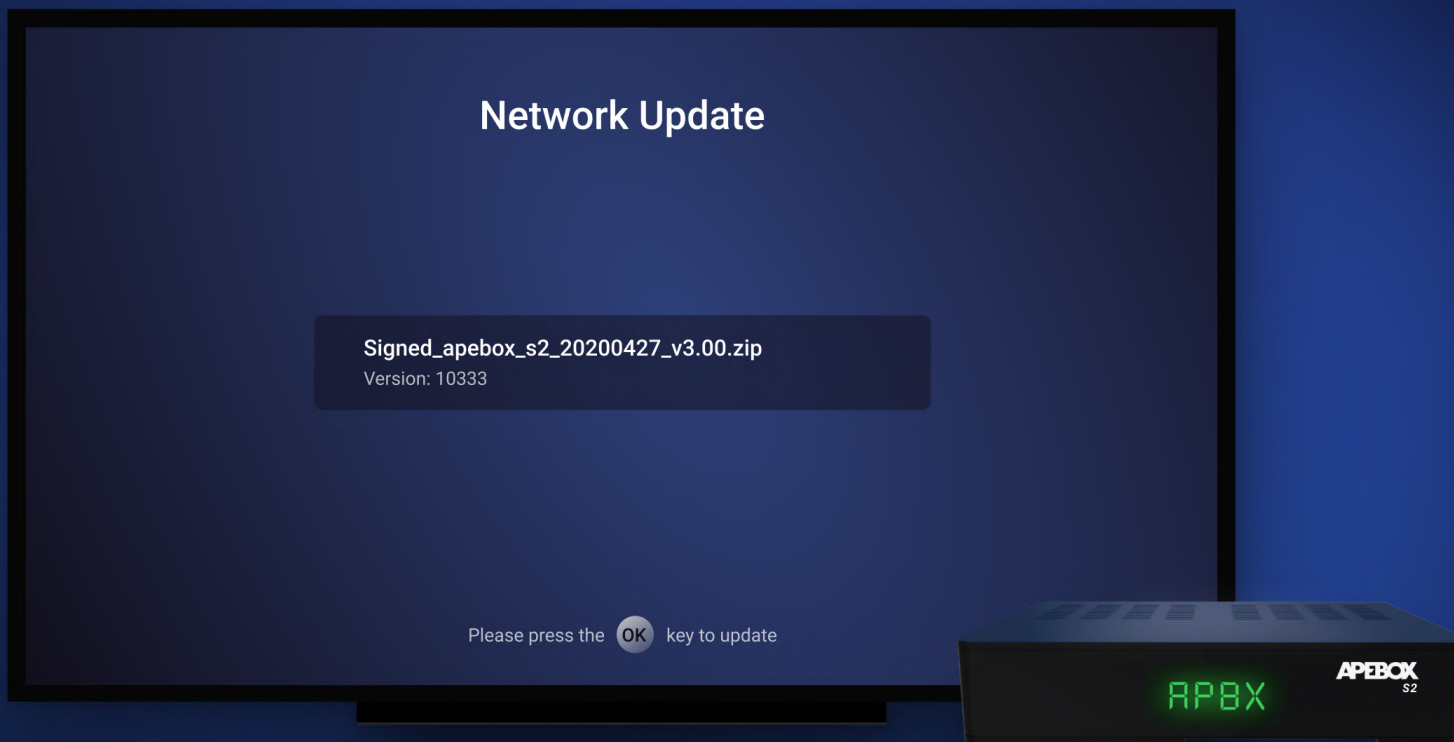 Network Update
Signed_apebox_s2_20200427_v3.00.zip
Version: 10333
Please press the OK key to update
APEBOX
S2
APBX